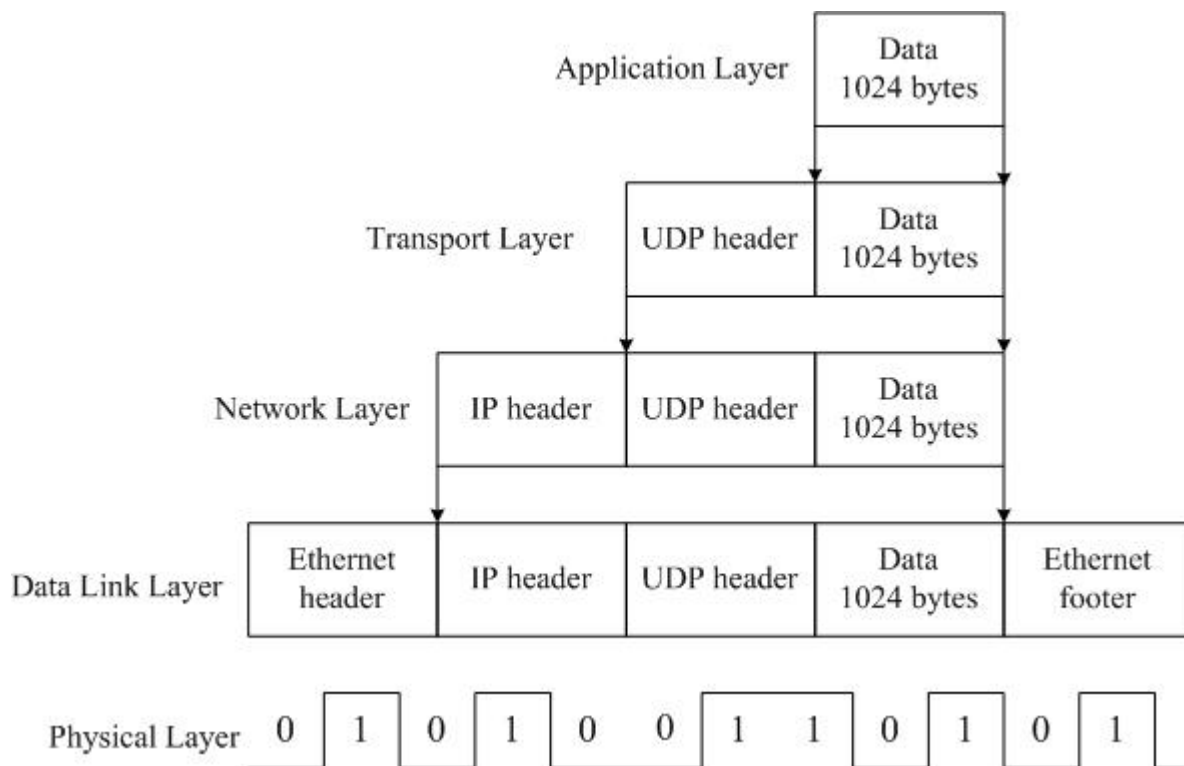 Application Layer
Data
1024 bytes
Transport Layer
UDP header
Data
1024 bytes
Network Layer
IP header
UDP header
Data
1024 bytes
Data Link Layer
Ethernet
header
IP header
UDP header
Data
1024 bytes
Ethernet
footer
Physical Layer
0 1 0 1 0 0 1 1 0 1 0 1